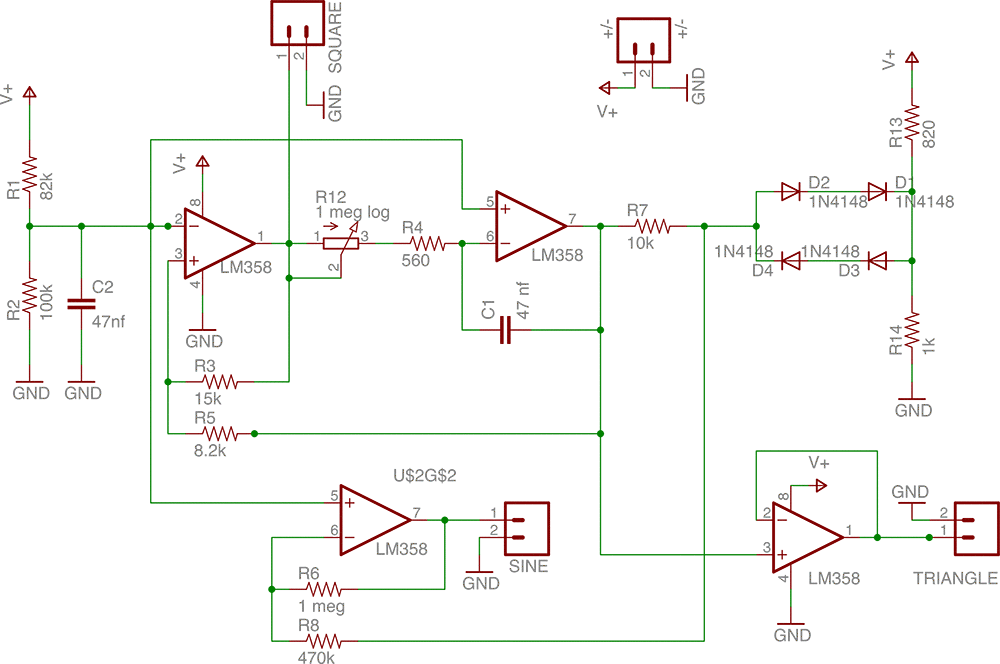 V+
R1
82k
R2
100k
GND
C2
47nf
GND
1
2
SQUARE
GND
V+
8
2
3
1
4
LM358
GND
R12
1 meg log
1
3
2
R4
560
5
6
7
LM358
C1
47 nf
R3
15k
R5
8.2k
+/-
+/-
1
2
V+
GND
R7
10k
V+
R13
820
D2
1N4148
D1
1N4148
1N4148
D4
1N4148
D3
R14
1k
GND
U$2G$2
5
6
7
LM358
1
2
SINE
GND
R6
1 meg
R8
470k
V+
8
2
3
1
4
LM358
GND
GND
2
1
TRIANGLE